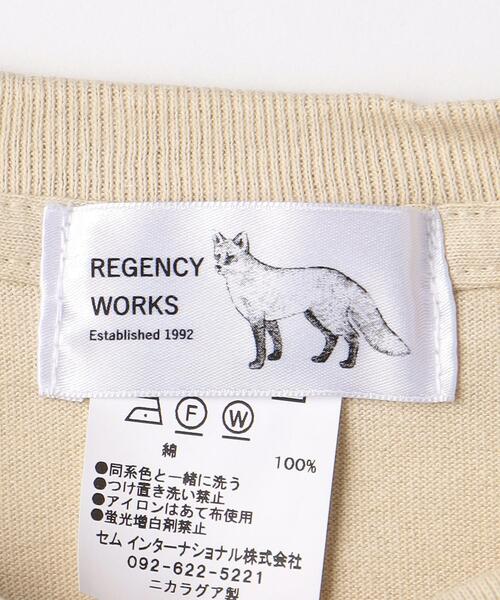 REGENCY
WORKS
Established 1992
F W
綿 100%
●同系色と一緒に洗う
●つけ置き洗い禁止
●アイロンはあて布使用
●蛍光増白剤禁止
セム インターナショナル株式会社
092-622-5221
ニカラグア製